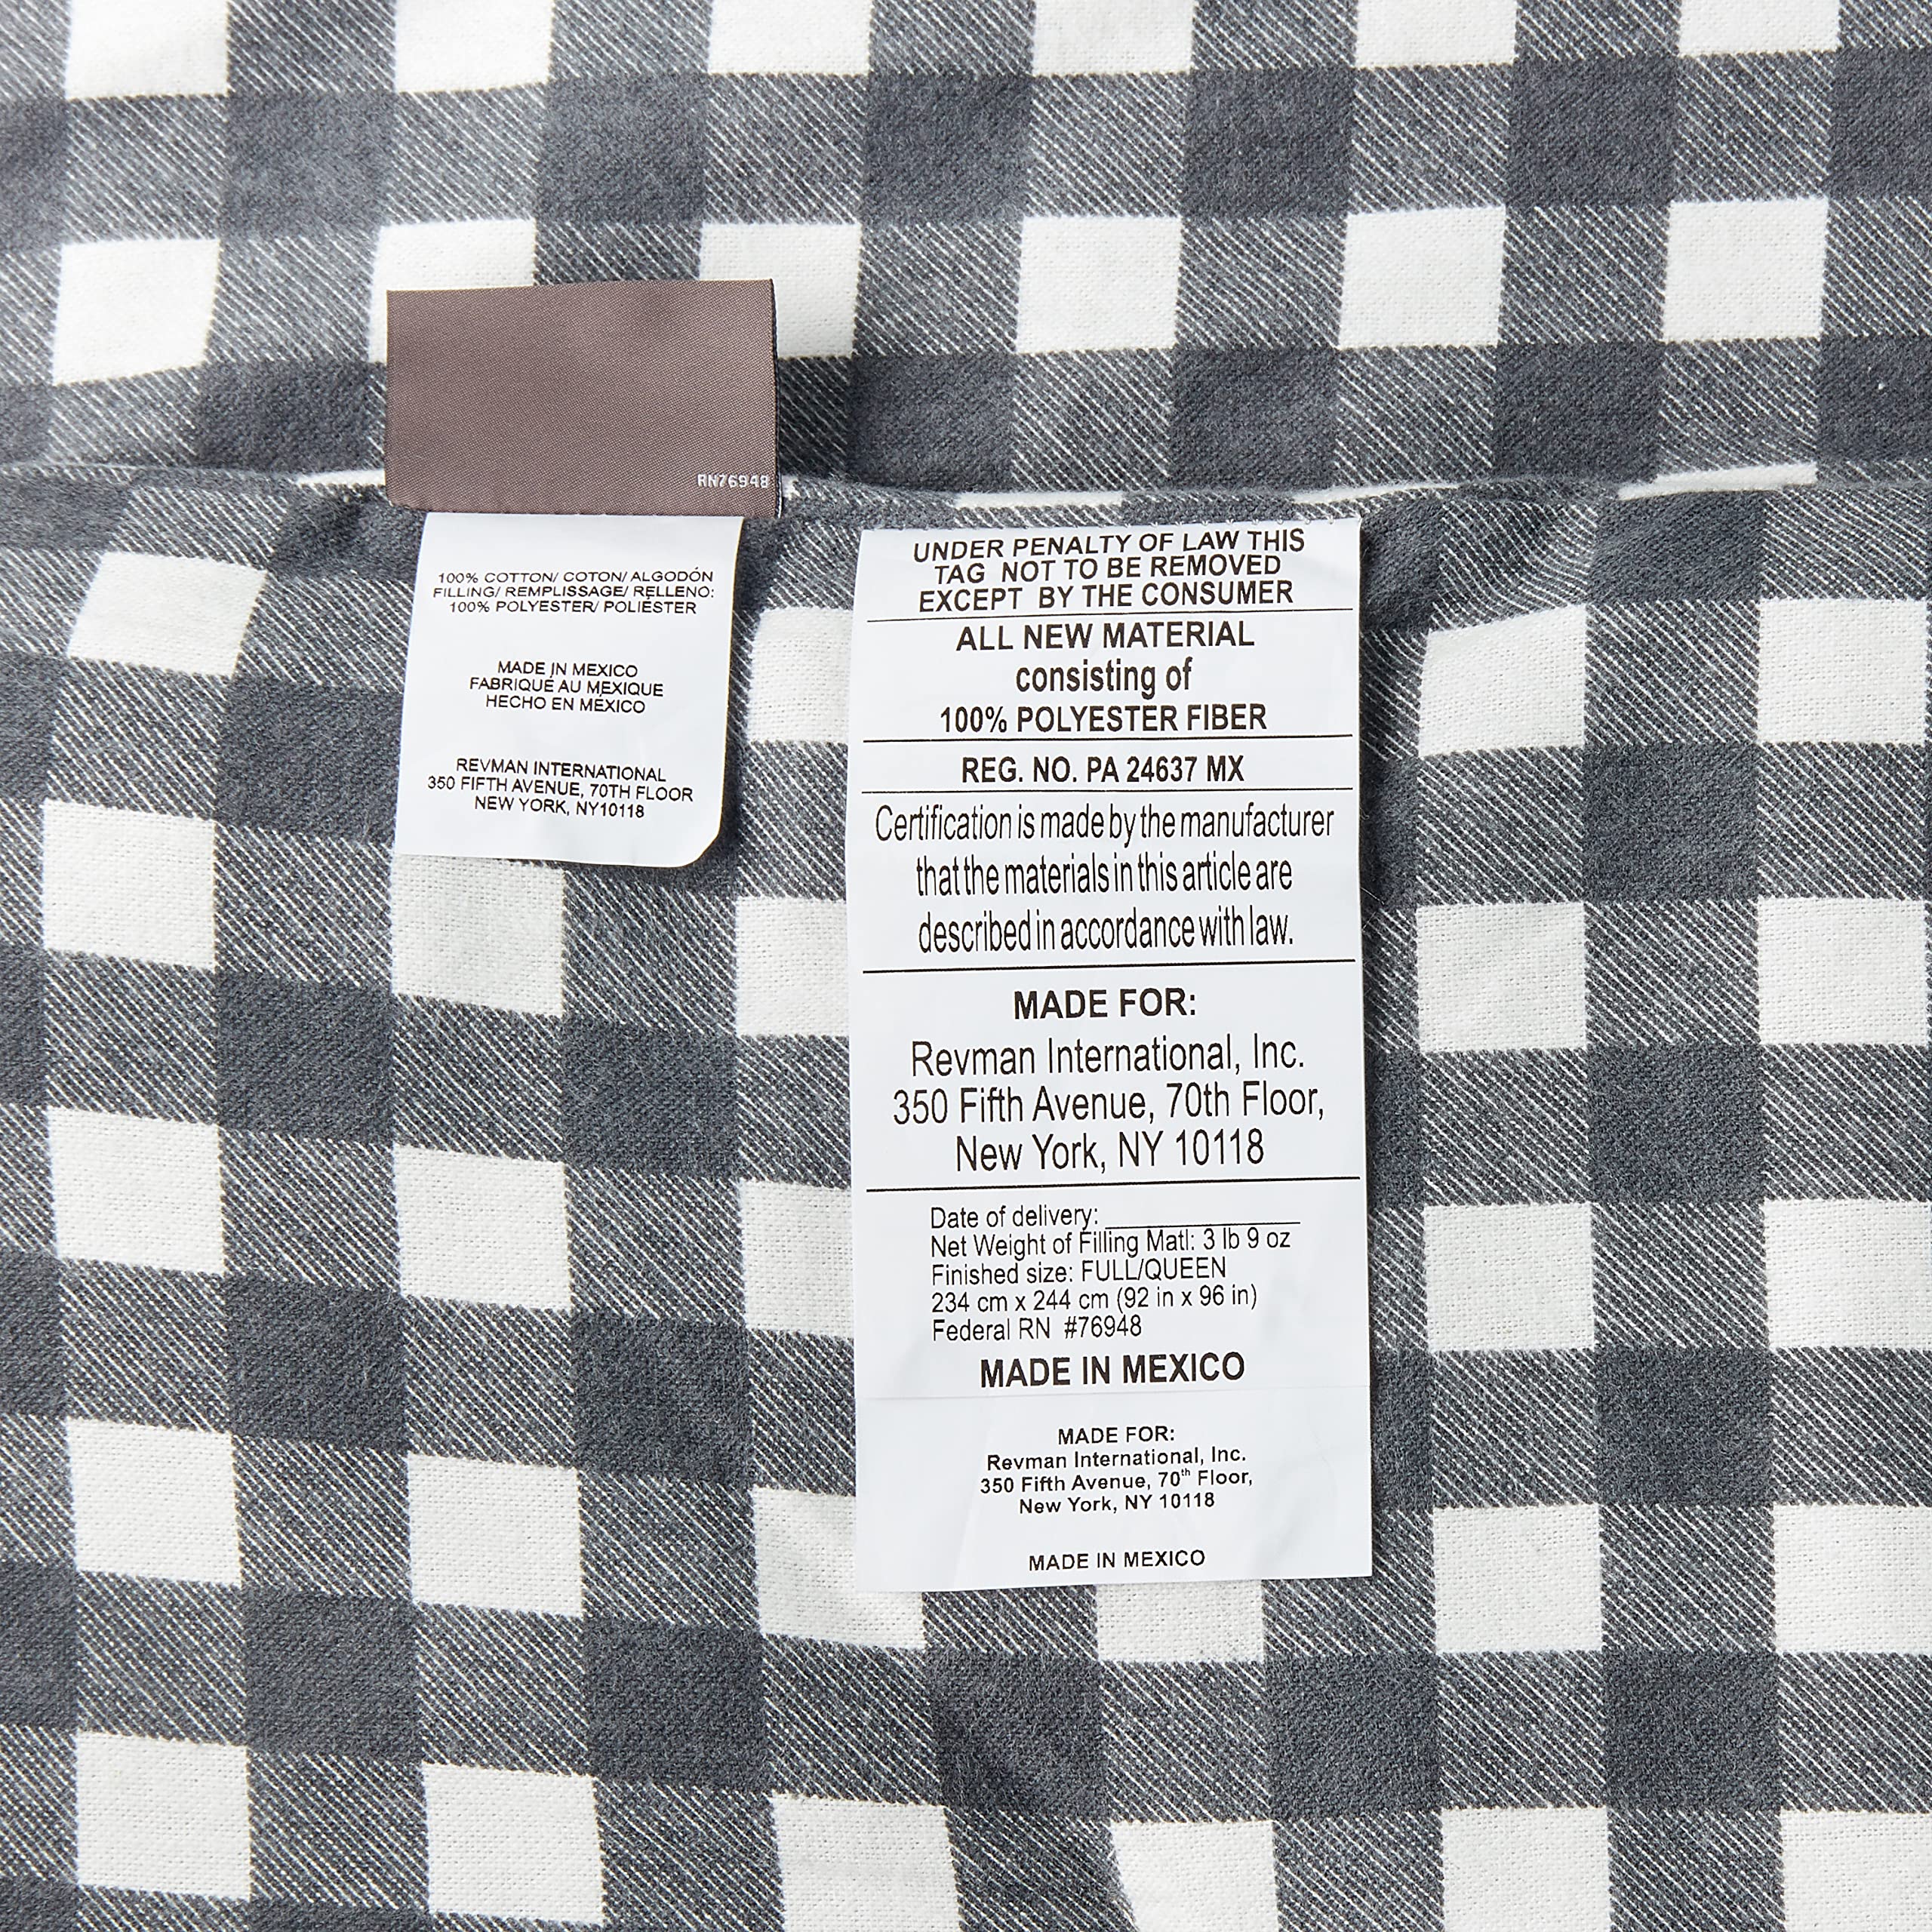 RN76948
100% COTTON/ COTON/ ALGODÓN
FILLING/ REMPLISSAGE/ RELLENO:
100% POLYESTER/ POLIÉSTER
MADE IN MEXICO
FABRIQUÉ AU MEXIQUE
HECHO EN MÉXICO
REVMAN INTERNATIONAL
350 FIFTH AVENUE, 70TH FLOOR
NEW YORK, NY10118
UNDER PENALTY OF LAW THIS
TAG NOT TO BE REMOVED
EXCEPT BY THE CONSUMER
ALL NEW MATERIAL
consisting of
100% POLYESTER FIBER
REG. NO. PA 24637 MX
Certification is made by the manufacturer
that the materials in this article are
described in accordance with law.
MADE FOR:
Revman International, Inc.
350 Fifth Avenue, 70th Floor,
New York, NY 10118
Date of delivery: ____________
Net Weight of Filling Matl: 3 lb 9 oz
Finished size: FULL/QUEEN
234 cm x 244 cm (92 in x 96 in)
Federal RN #76948
MADE IN MEXICO
MADE FOR:
Revman International, Inc.
350 Fifth Avenue, 70th Floor,
New York, NY 10118
MADE IN MEXICO